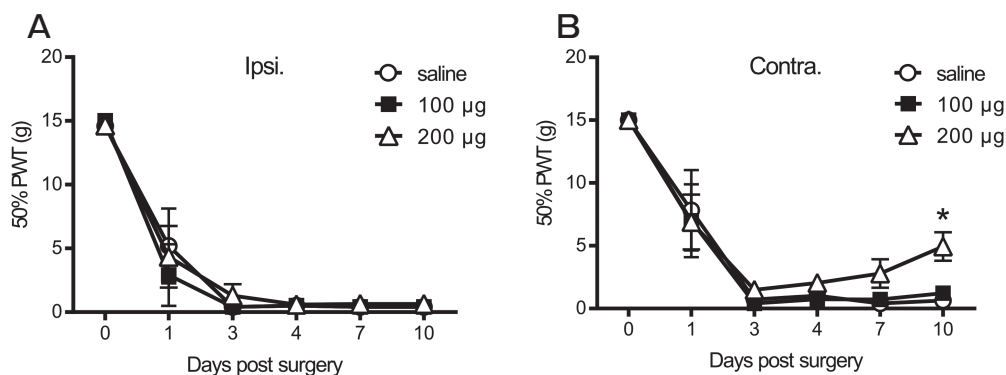 A
Ipsi.
saline
100 µg
200 µg
50% PWT (g)
20
15
10
5
0
0 1 3 4 7 10
Days post surgery
B
Contra.
saline
100 µg
200 µg
50% PWT (g)
20
15
10
5
0
*
0 1 3 4 7 10
Days post surgery